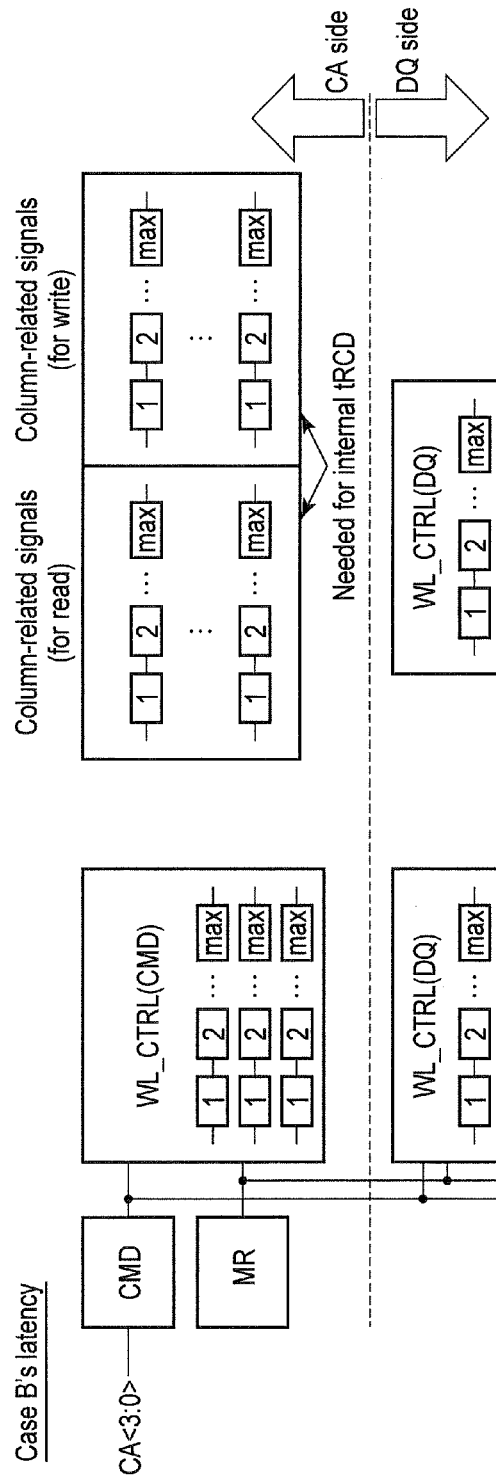 Case B's latency
CA<3:0>
CMD
MR
WL_CTRL(CMD)
1 2 ... max
1 2 ... max
1 2 ... max
Column-related signals
(for read)
1 2 ... max
...
1 2 ... max
Column-related signals
(for write)
1 2 ... max
...
1 2 ... max
Needed for internal tRCD
CA side
DQ side
WL_CTRL(DQ)
1 2 ... max
WL_CTRL(DQ)
1 2 ... max